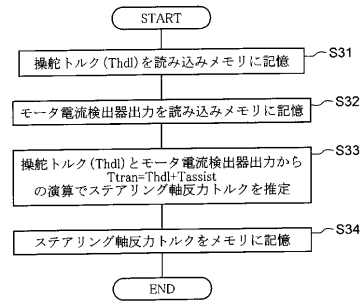 START
操舵トルク(Thdl)を読み込みメモリに記憶
S31
モータ電流検出器出力を読み込みメモリに記憶
S32
操舵トルク(Thdl)とモータ電流検出器出力から
Ttran=Thdl+Tassist
の演算でステアリング軸反力トルクを推定
S33
ステアリング軸反力トルクをメモリに記憶
S34
END